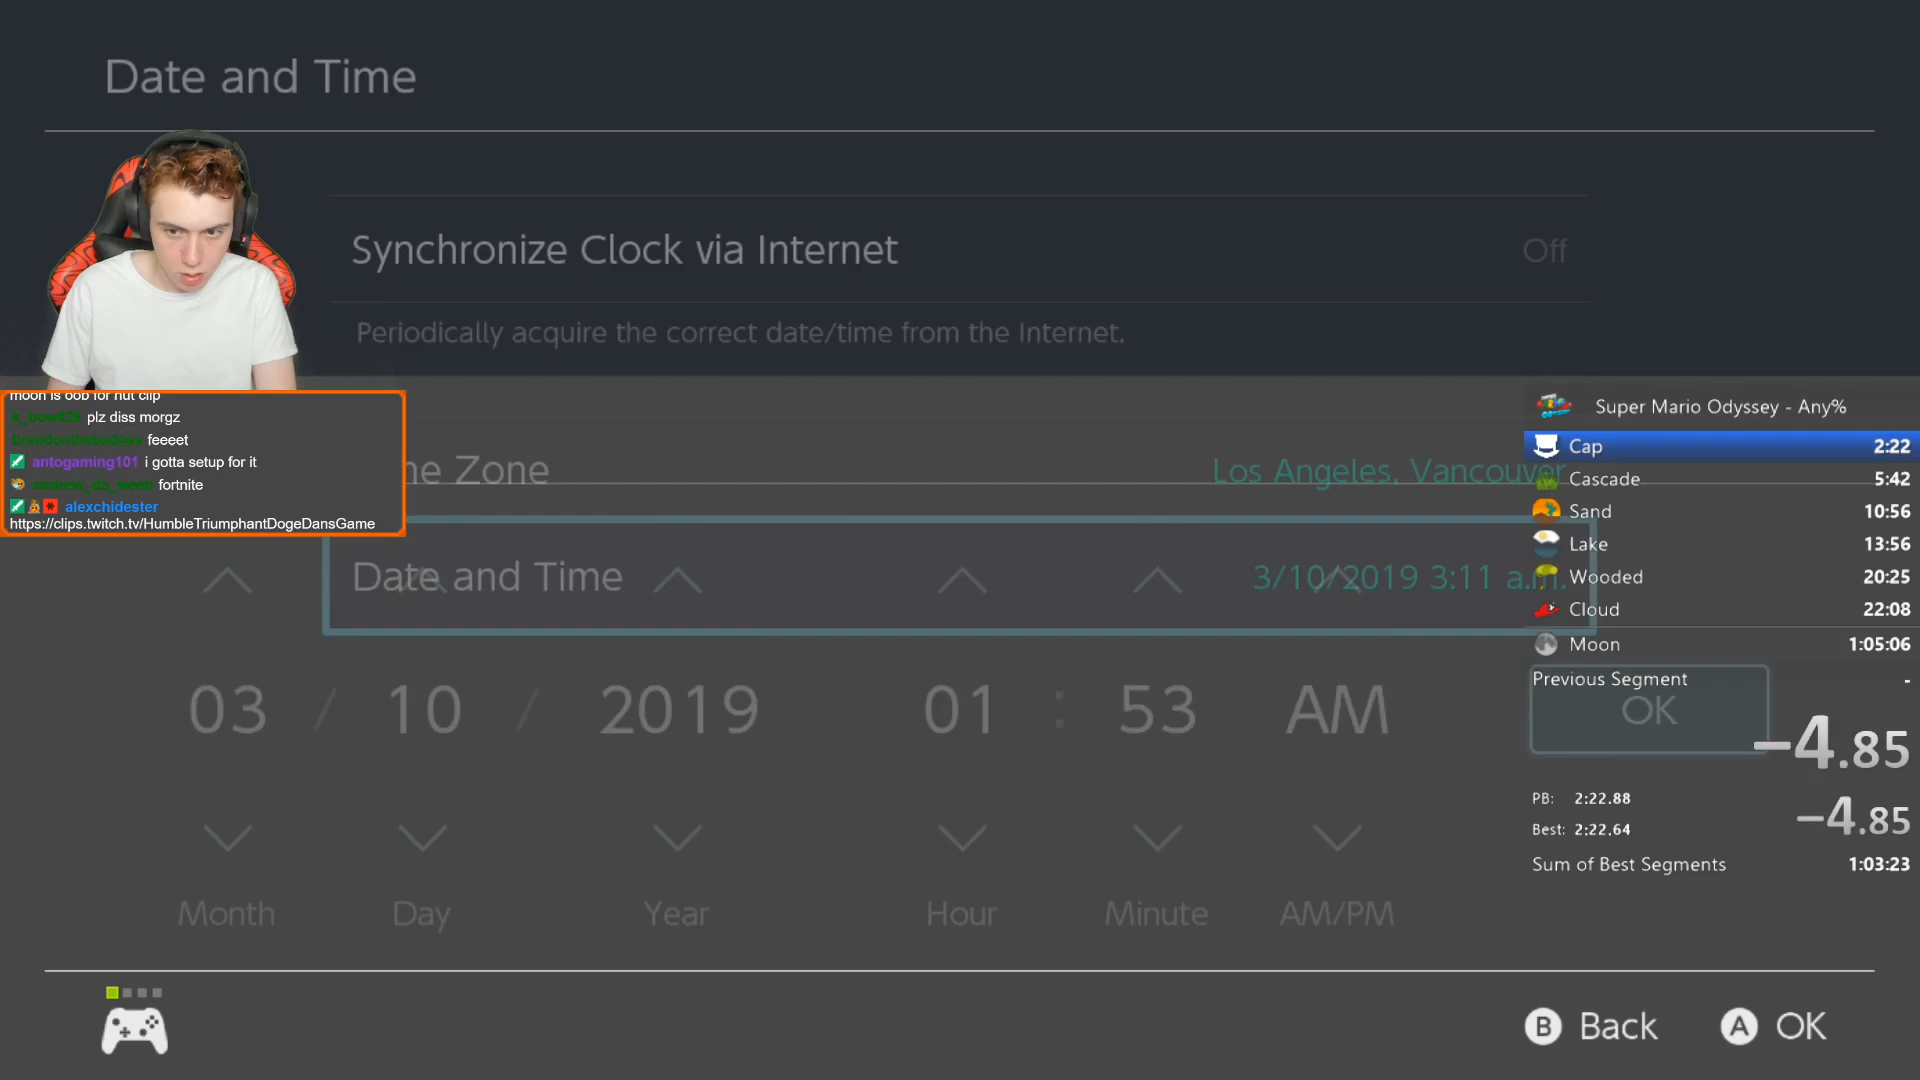 Date and Time
Synchronize Clock via Internet Off
Periodically acquire the correct date/time from the Internet.
moon is oob for nut clip
k_bow429 plz diss morgz
brandonthebadass feeeet
antogaming101 i gotta setup for it
andrew_da_weeb fortnite
alexchidester
https://clips.twitch.tv/HumbleTriumphantDogeDansGame
ne Zone Los Angeles, Vancouver
Date and Time 3/10/2019 3:11 a.m.
03 / 10 / 2019 01 : 53 AM OK
Month Day Year Hour Minute AM/PM
B Back A OK
Super Mario Odyssey - Any%
Cap 2:22
Cascade 5:42
Sand 10:56
Lake 13:56
Wooded 20:25
Cloud 22:08
Moon 1:05:06
Previous Segment -
−4.85
PB: 2:22.88
Best: 2:22.64
−4.85
Sum of Best Segments 1:03:23